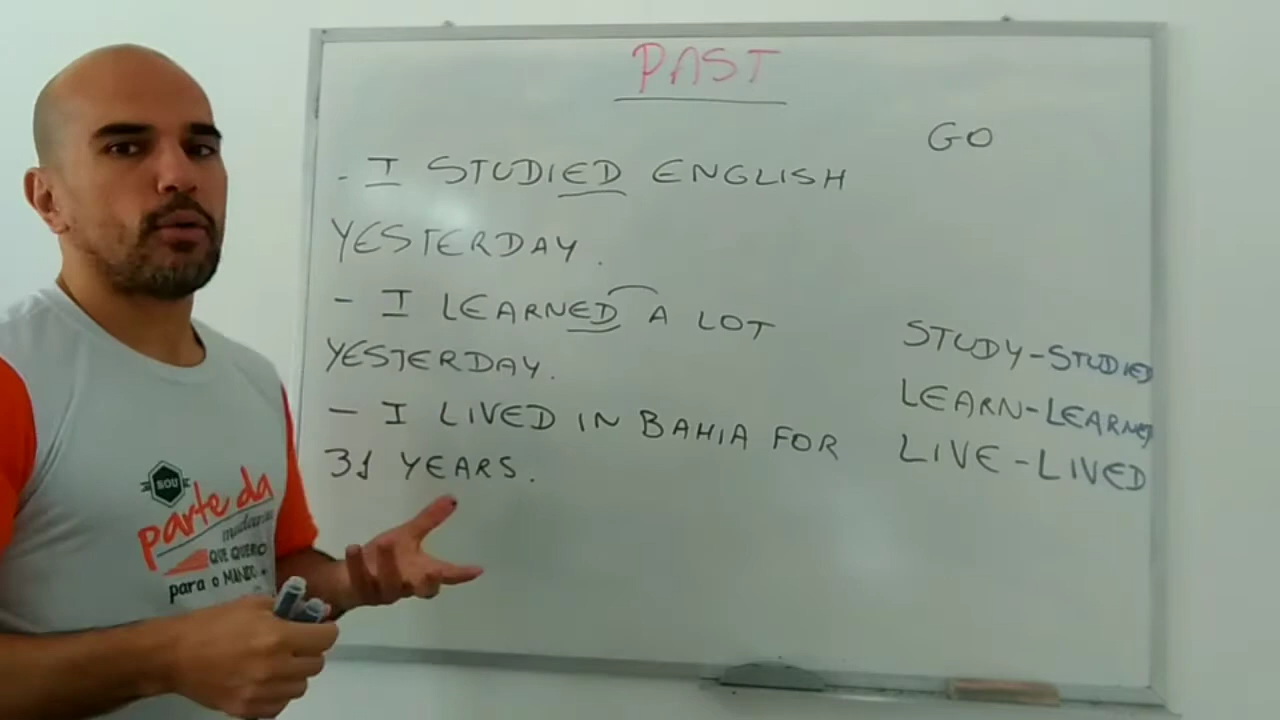 PAST
GO
- I STUDIED ENGLISH
YESTERDAY.
- I LEARNED A LOT
YESTERDAY.
- I LIVED IN BAHIA FOR
31 YEARS.
STUDY-STUDIED
LEARN-LEARNED
LIVE-LIVED
SOU
parte da
mudança
QUE QUERO
para o MUNDO